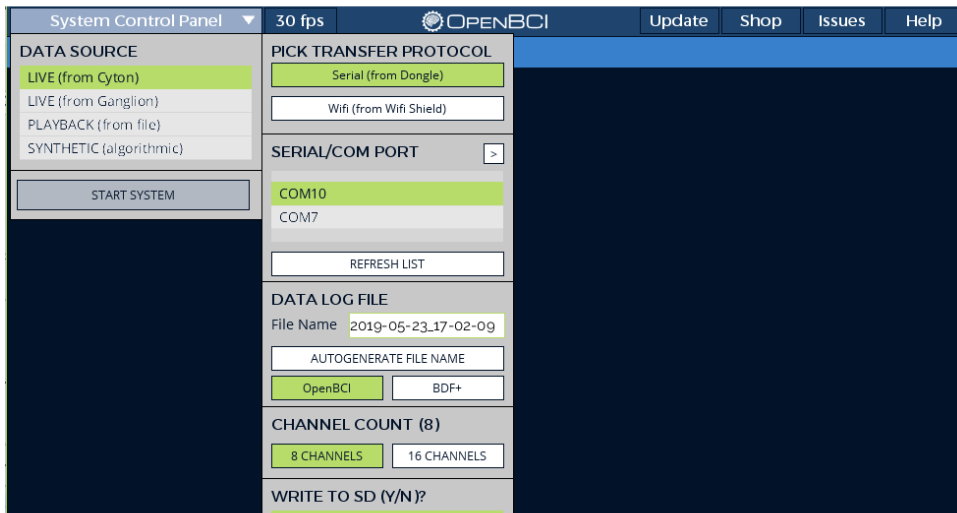 System Control Panel 30 fps OPENBCI Update Shop Issues Help
DATA SOURCE
LIVE (from Cyton)
LIVE (from Ganglion)
PLAYBACK (from file)
SYNTHETIC (algorithmic)
START SYSTEM
PICK TRANSFER PROTOCOL
Serial (from Dongle)
Wifi (from Wifi Shield)
SERIAL/COM PORT >
COM10
COM7
REFRESH LIST
DATA LOG FILE
File Name 2019-05-23_17-02-09
AUTOGENERATE FILE NAME
OpenBCI BDF+
CHANNEL COUNT (8)
8 CHANNELS 16 CHANNELS
WRITE TO SD (Y/N)?